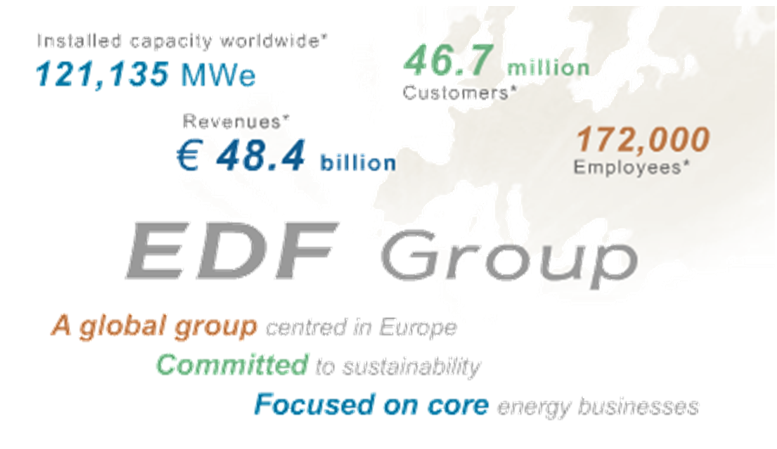 Installed capacity worldwide*
121,135 MWe
46.7 million
Customers*
Revenues*
€ 48.4 billion
172,000
Employees*
EDF Group
A global group centred in Europe
Committed to sustainability
Focused on core energy businesses